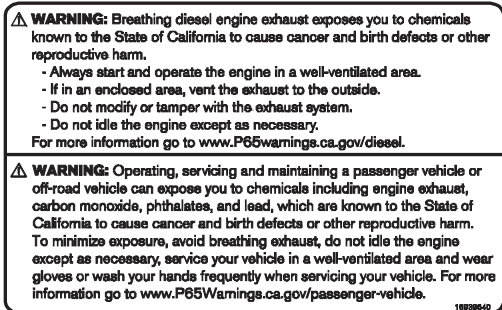 ⚠ WARNING: Breathing diesel engine exhaust exposes you to chemicals
known to the State of California to cause cancer and birth defects or other
reproductive harm.
- Always start and operate the engine in a well-ventilated area.
- If in an enclosed area, vent the exhaust to the outside.
- Do not modify or tamper with the exhaust system.
- Do not idle the engine except as necessary.
For more information go to www.P65warnings.ca.gov/diesel.
⚠ WARNING: Operating, servicing and maintaining a passenger vehicle or
off-road vehicle can expose you to chemicals including engine exhaust,
carbon monoxide, phthalates, and lead, which are known to the State of
California to cause cancer and birth defects or other reproductive harm.
To minimize exposure, avoid breathing exhaust, do not idle the engine
except as necessary, service your vehicle in a well-ventilated area and wear
gloves or wash your hands frequently when servicing your vehicle. For more
information go to www.P65Warnings.ca.gov/passenger-vehicle.
16939640